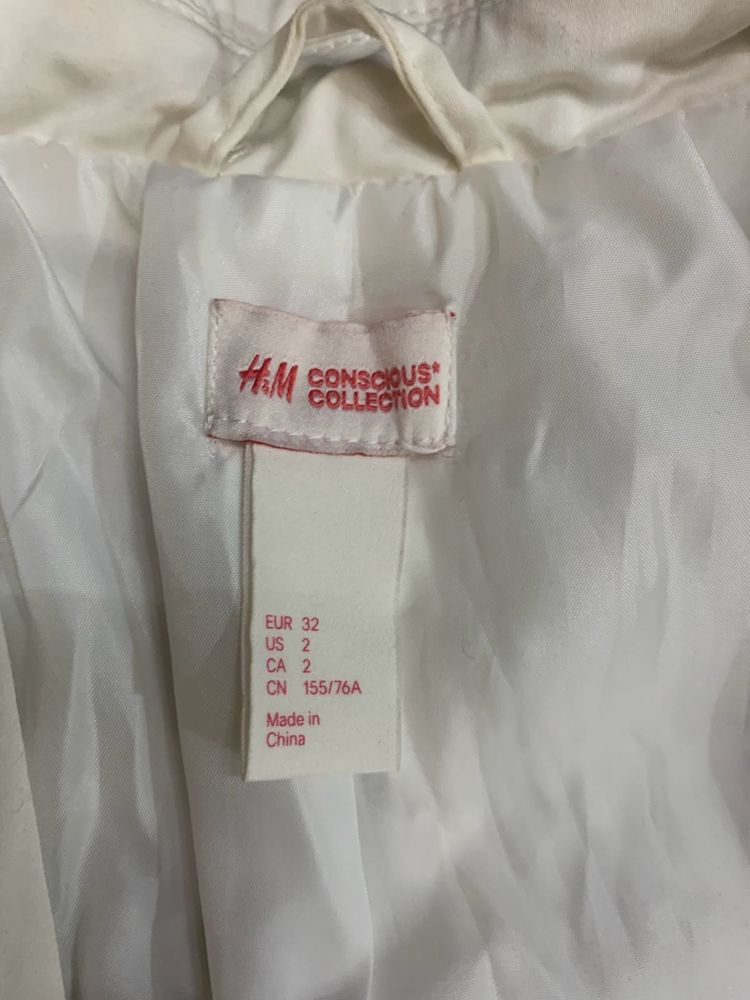 H&M CONSCIOUS*
COLLECTION
EUR 32
US 2
CA 2
CN 155/76A
Made in
China